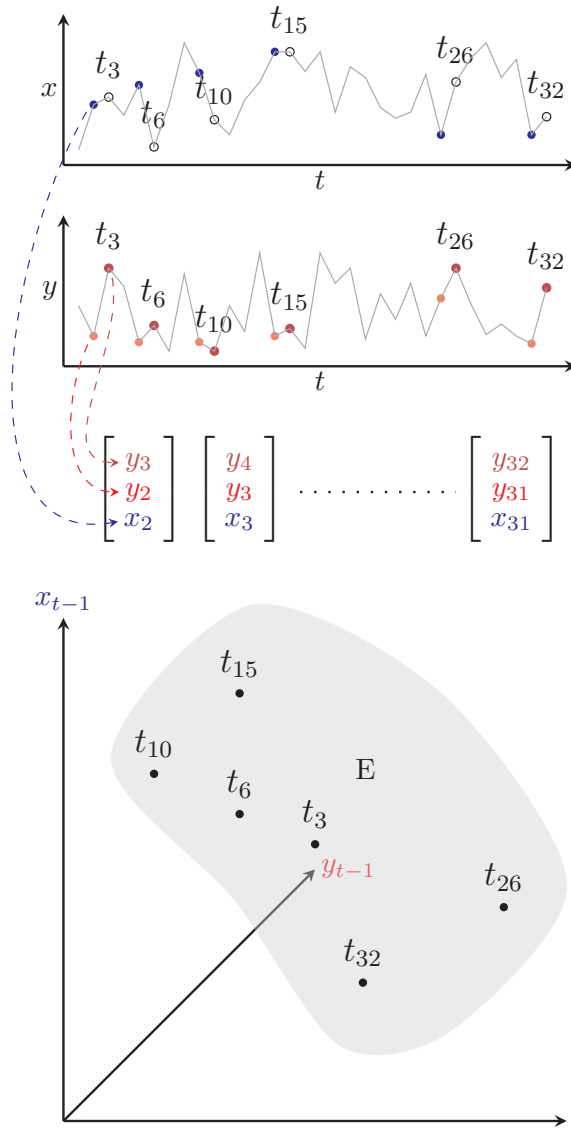 t₁₅
x t₃ t₂₆
t₁₀ t₃₂
t₆
t
t₃ t₂₆
y t₆ t₃₂
t₁₀ t₁₅
t
y₃ y₄ y₃₂
y₂ y₃ y₃₁
x₂ x₃ . . . . . . . . . . . . . x₃₁
xₜ₋₁
t₁₅
t₁₀ E
t₆
t₃
yₜ₋₁
t₂₆
t₃₂